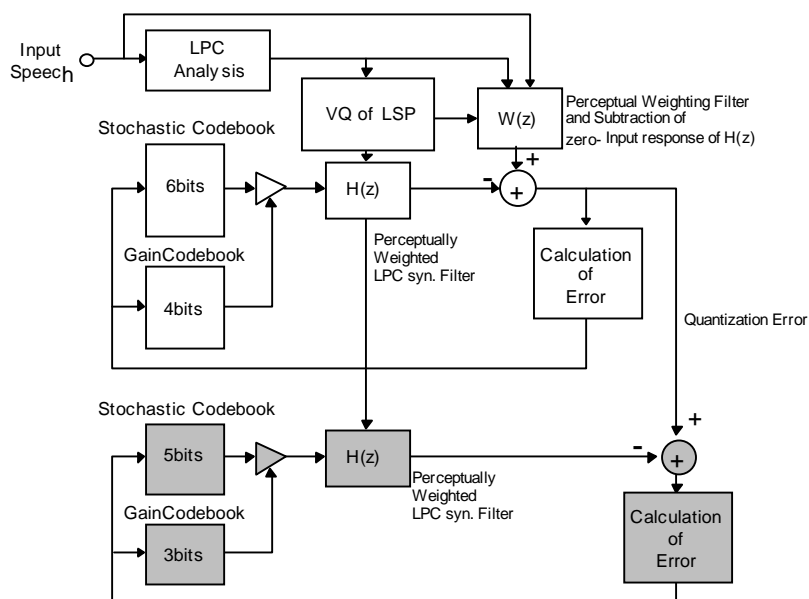 Input
Speech
LPC
Analysis
VQ of LSP
W(z)
Perceptual Weighting Filter
and Subtraction of
zero- Input response of H(z)
Stochastic Codebook
6bits
H(z)
-
+
+
GainCodebook
4bits
Perceptually
Weighted
LPC syn. Filter
Calculation
of
Error
Quantization Error
Stochastic Codebook
5bits
H(z)
-
+
+
Perceptually
Weighted
LPC syn. Filter
GainCodebook
3bits
Calculation
of
Error